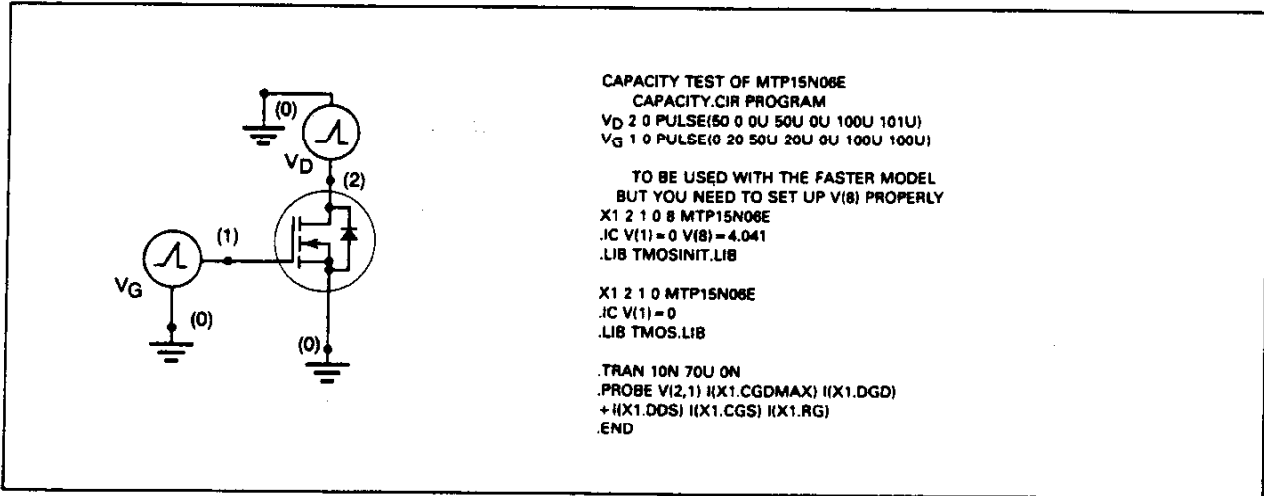 (0)
V_D
(2)
(1)
V_G
(0)
(0)
CAPACITY TEST OF MTP15N06E
CAPACITY.CIR PROGRAM
V_D 2 0 PULSE(50 0 0U 50U 0U 100U 101U)
V_G 1 0 PULSE(0 20 50U 20U 0U 100U 100U)
TO BE USED WITH THE FASTER MODEL
BUT YOU NEED TO SET UP V(8) PROPERLY
X1 2 1 0 8 MTP15N06E
.IC V(1)=0 V(8)=4.041
.LIB TMOSINIT.LIB
X1 2 1 0 MTP15N06E
.IC V(1)=0
.LIB TMOS.LIB
.TRAN 10N 70U 0N
.PROBE V(2,1) I(X1.CGDMAX) I(X1.DGD)
+ I(X1.DDS) I(X1.CGS) I(X1.RG)
.END